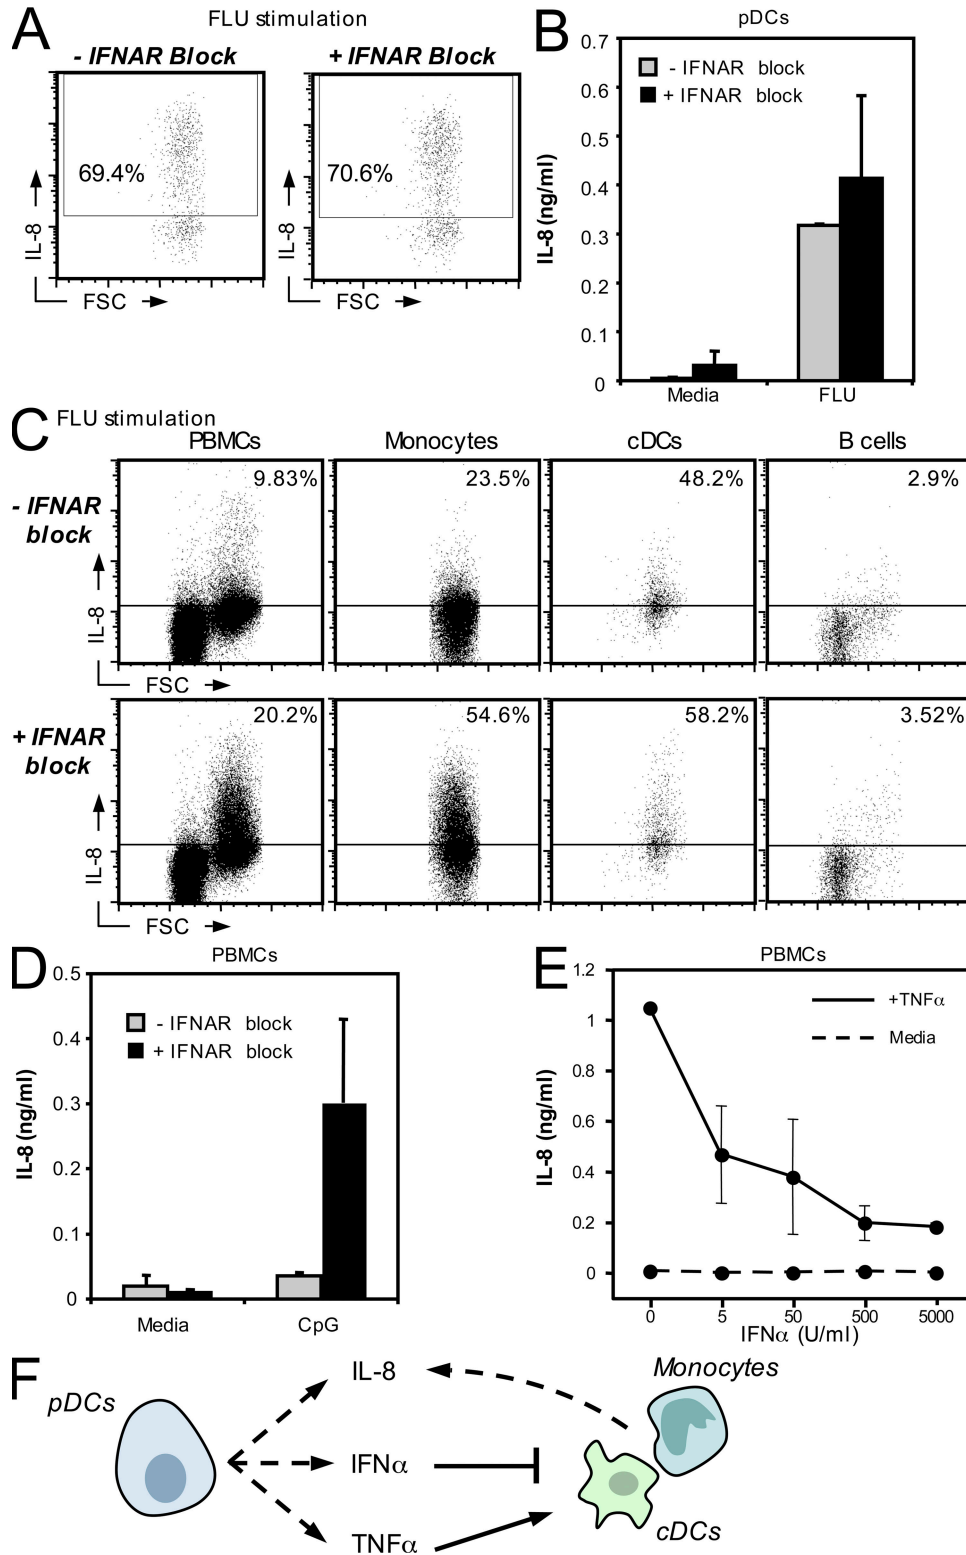 A
FLU stimulation
- IFNAR Block
+ IFNAR Block
69.4%
70.6%
IL-8
FSC
IL-8
FSC
B
pDCs
- IFNAR block
+ IFNAR block
IL-8 (ng/ml)
0.7
0.6
0.5
0.4
0.3
0.2
0.1
0
Media
FLU
C
FLU stimulation
PBMCs
Monocytes
cDCs
B cells
- IFNAR
block
9.83%
23.5%
48.2%
2.9%
IL-8
FSC
+ IFNAR
block
20.2%
54.6%
58.2%
3.52%
IL-8
FSC
D
PBMCs
- IFNAR block
+ IFNAR block
IL-8 (ng/ml)
0.5
0.4
0.3
0.2
0.1
0
Media
CpG
E
PBMCs
+TNFα
Media
IL-8 (ng/ml)
1.2
1
0.8
0.6
0.4
0.2
0
0 5 50 500 5000
IFNα (U/ml)
F
pDCs
IL-8
IFNα
TNFα
Monocytes
cDCs